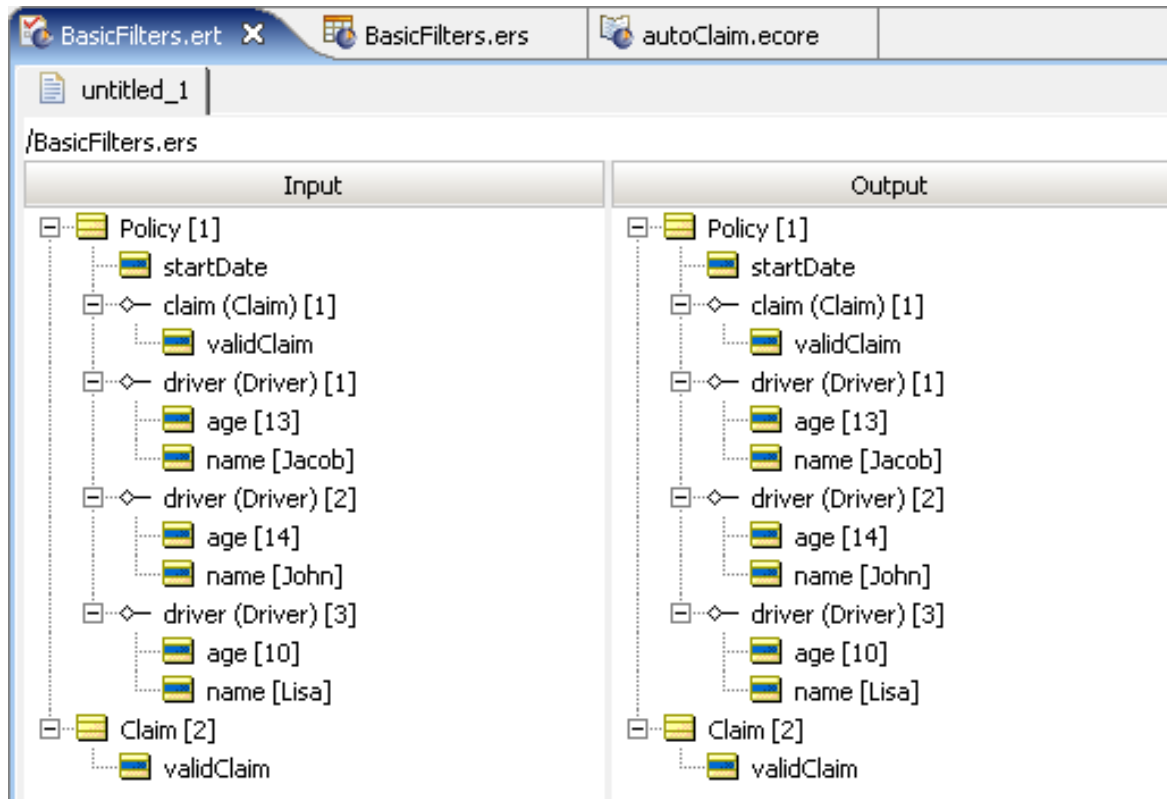 BasicFilters.ert BasicFilters.ers autoClaim.ecore
untitled_1
/BasicFilters.ers
Input Output
Policy [1] Policy [1]
startDate startDate
claim (Claim) [1] claim (Claim) [1]
validClaim validClaim
driver (Driver) [1] driver (Driver) [1]
age [13] age [13]
name [Jacob] name [Jacob]
driver (Driver) [2] driver (Driver) [2]
age [14] age [14]
name [John] name [John]
driver (Driver) [3] driver (Driver) [3]
age [10] age [10]
name [Lisa] name [Lisa]
Claim [2] Claim [2]
validClaim validClaim